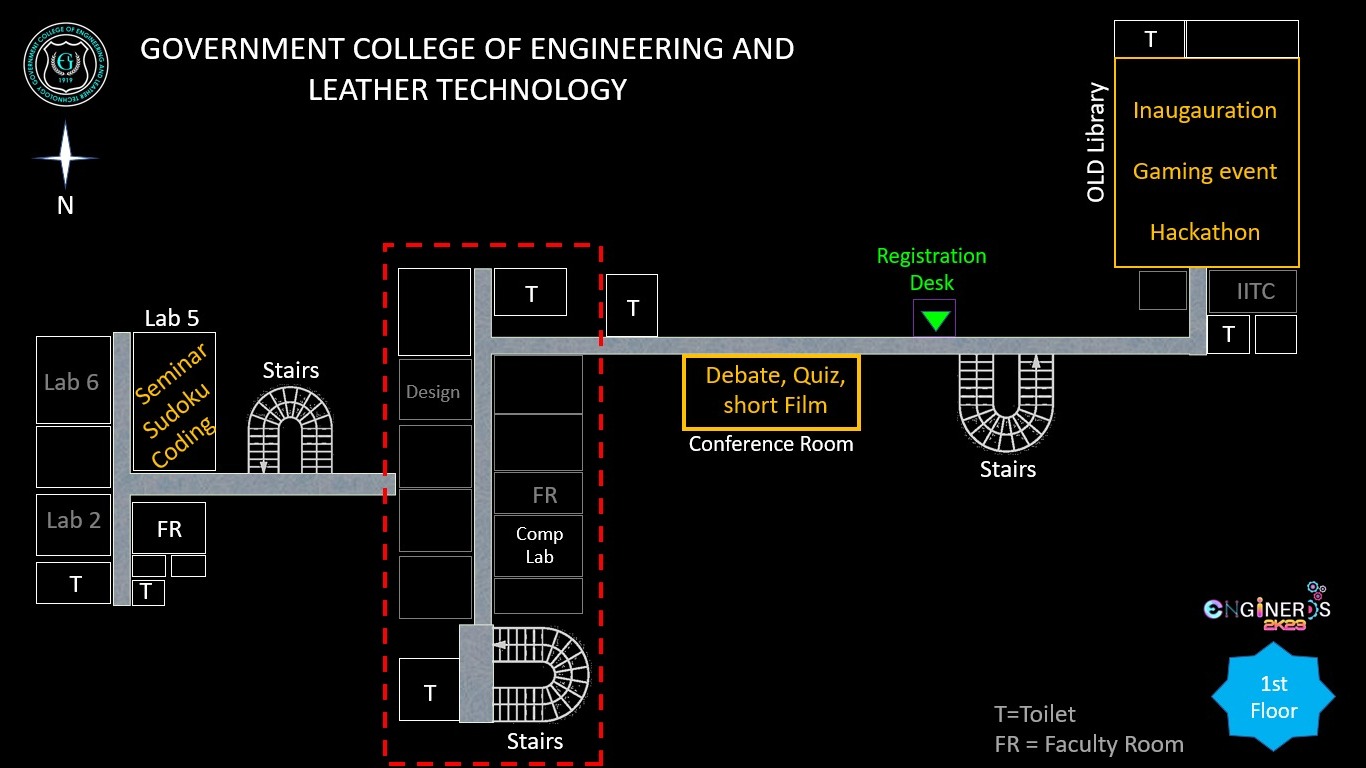 GOVERNMENT COLLEGE OF ENGINEERING AND
LEATHER TECHNOLOGY
GOVERNMENT COLLEGE OF ENGINEERING AND LEATHER TECHNOLOGY
G
1919
N
T
OLD Library
Inaugauration
Gaming event
Hackathon
IITC
T
Registration
Desk
T
T
Debate, Quiz,
short Film
Conference Room
Stairs
Lab 5
Seminar
Sudoku
Coding
Lab 6
Stairs
Design
Lab 2
FR
FR
Comp
Lab
T
T
T
Stairs
ENGINERDS
2K23
1st
Floor
T=Toilet
FR = Faculty Room